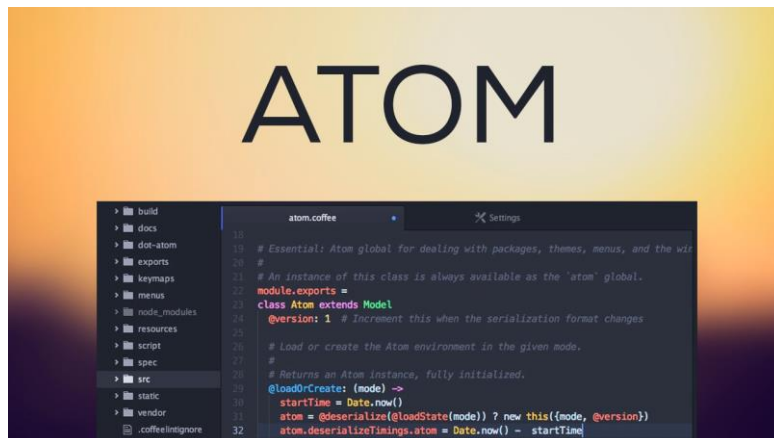 ATOM
build
docs
dot-atom
exports
keymaps
menus
node_modules
resources
script
spec
src
static
vendor
.coffeelintignore
atom.coffee
Settings
18
19 # Essential: Atom global for dealing with packages, themes, menus, and the win
20 #
21 # An instance of this class is always available as the `atom` global.
22 module.exports =
23 class Atom extends Model
24 @version: 1 # Increment this when the serialization format changes
25
26 # Load or create the Atom environment in the given mode.
27 #
28 # Returns an Atom instance, fully initialized.
29 @loadOrCreate: (mode) ->
30 startTime = Date.now()
31 atom = @deserialize(@loadState(mode)) ? new this({mode, @version})
32 atom.deserializeTimings.atom = Date.now() - startTime